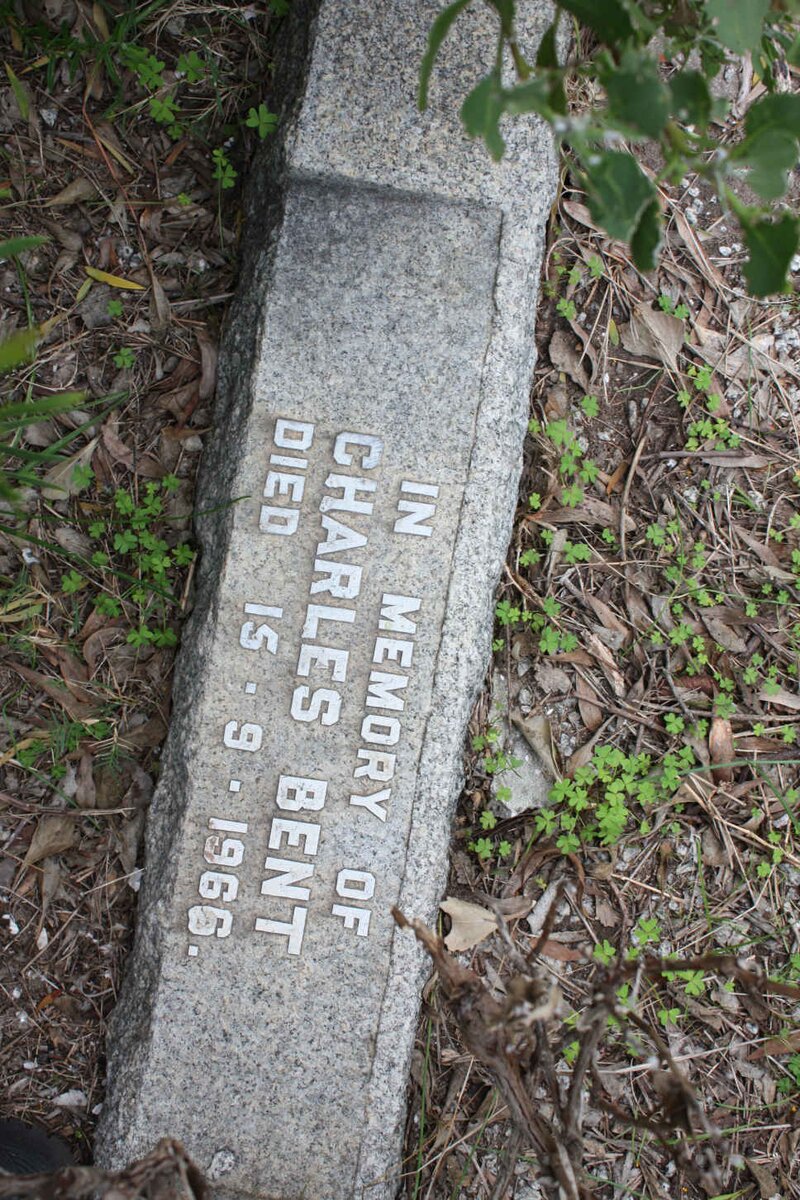 IN MEMORY OF
CHARLES BENT
DIED 15.9.1966.